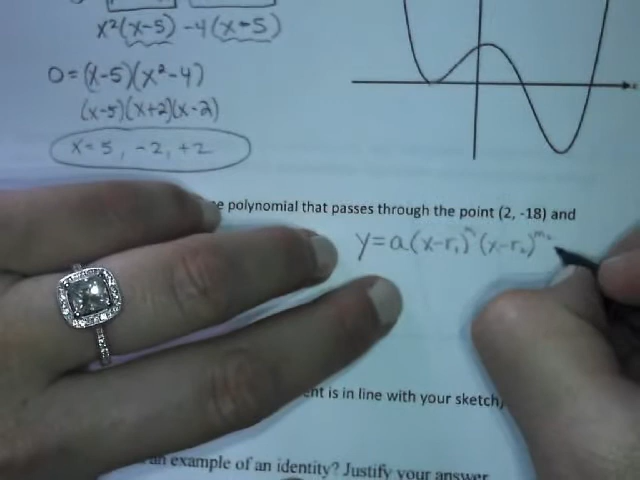 x²(x-5) -4(x-5)
0=(x-5)(x²-4)
(x-5)(x+2)(x-2)
x=5, -2, +2
polynomial that passes through the point (2, -18) and
y=a(x-r₁)^m₁(x-r₂)^m₂
is in line with your sketch)
an example of an identity? Justify your answer